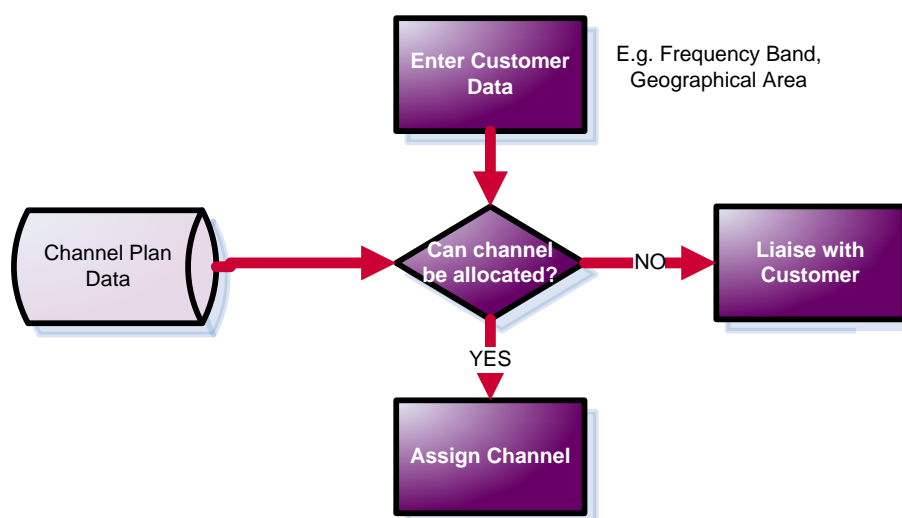 Enter Customer
Data
E.g. Frequency Band,
Geographical Area
Channel Plan
Data
Can channel
be allocated?
NO
Liaise with
Customer
YES
Assign Channel